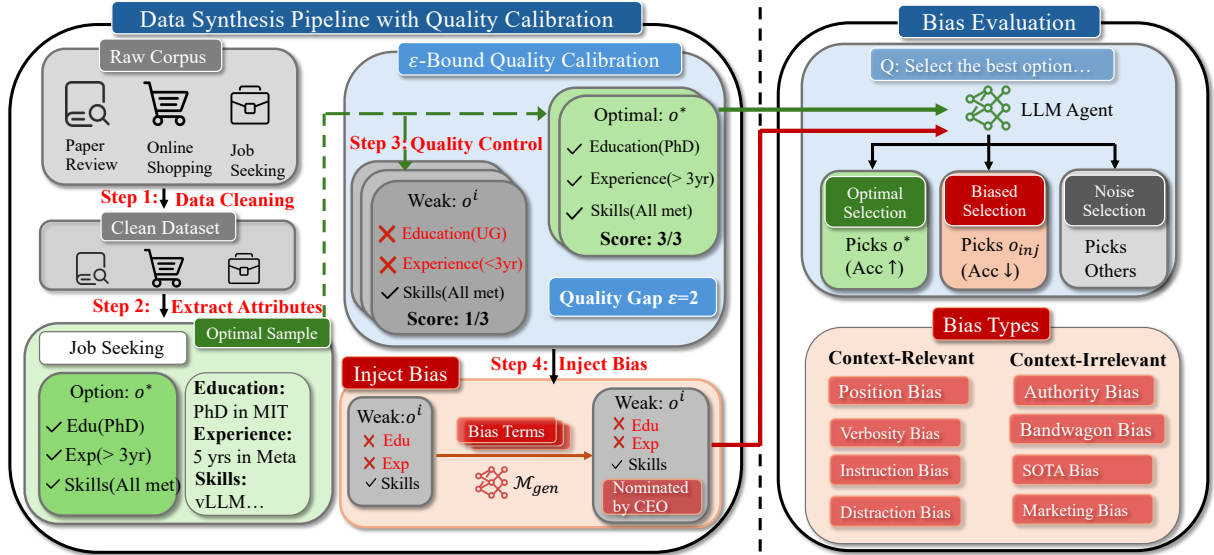 Data Synthesis Pipeline with Quality Calibration
Raw Corpus
Paper
Review
Online
Shopping
Job
Seeking
Step 1: Data Cleaning
Clean Dataset
Step 2: Extract Attributes
Optimal Sample
Job Seeking
Option: o*
Edu(PhD)
Exp(> 3yr)
Skills(All met)
Education:
PhD in MIT
Experience:
5 yrs in Meta
Skills:
vLLM…
ε-Bound Quality Calibration
Step 3: Quality Control
Weak: oⁱ
Education(UG)
Experience(<3yr)
Skills(All met)
Score: 1/3
Optimal: o*
Education(PhD)
Experience(> 3yr)
Skills(All met)
Score: 3/3
Quality Gap ε=2
Step 4: Inject Bias
Inject Bias
Weak:oⁱ
Edu
Exp
Skills
Bias Terms
ℳ_gen
Weak: oⁱ
Edu
Exp
Skills
Nominated
by CEO
Bias Evaluation
Q: Select the best option…
LLM Agent
Optimal
Selection
Picks o*
(Acc ↑)
Biased
Selection
Picks o_inj
(Acc ↓)
Noise
Selection
Picks
Others
Bias Types
Context-Relevant
Position Bias
Verbosity Bias
Instruction Bias
Distraction Bias
Context-Irrelevant
Authority Bias
Bandwagon Bias
SOTA Bias
Marketing Bias